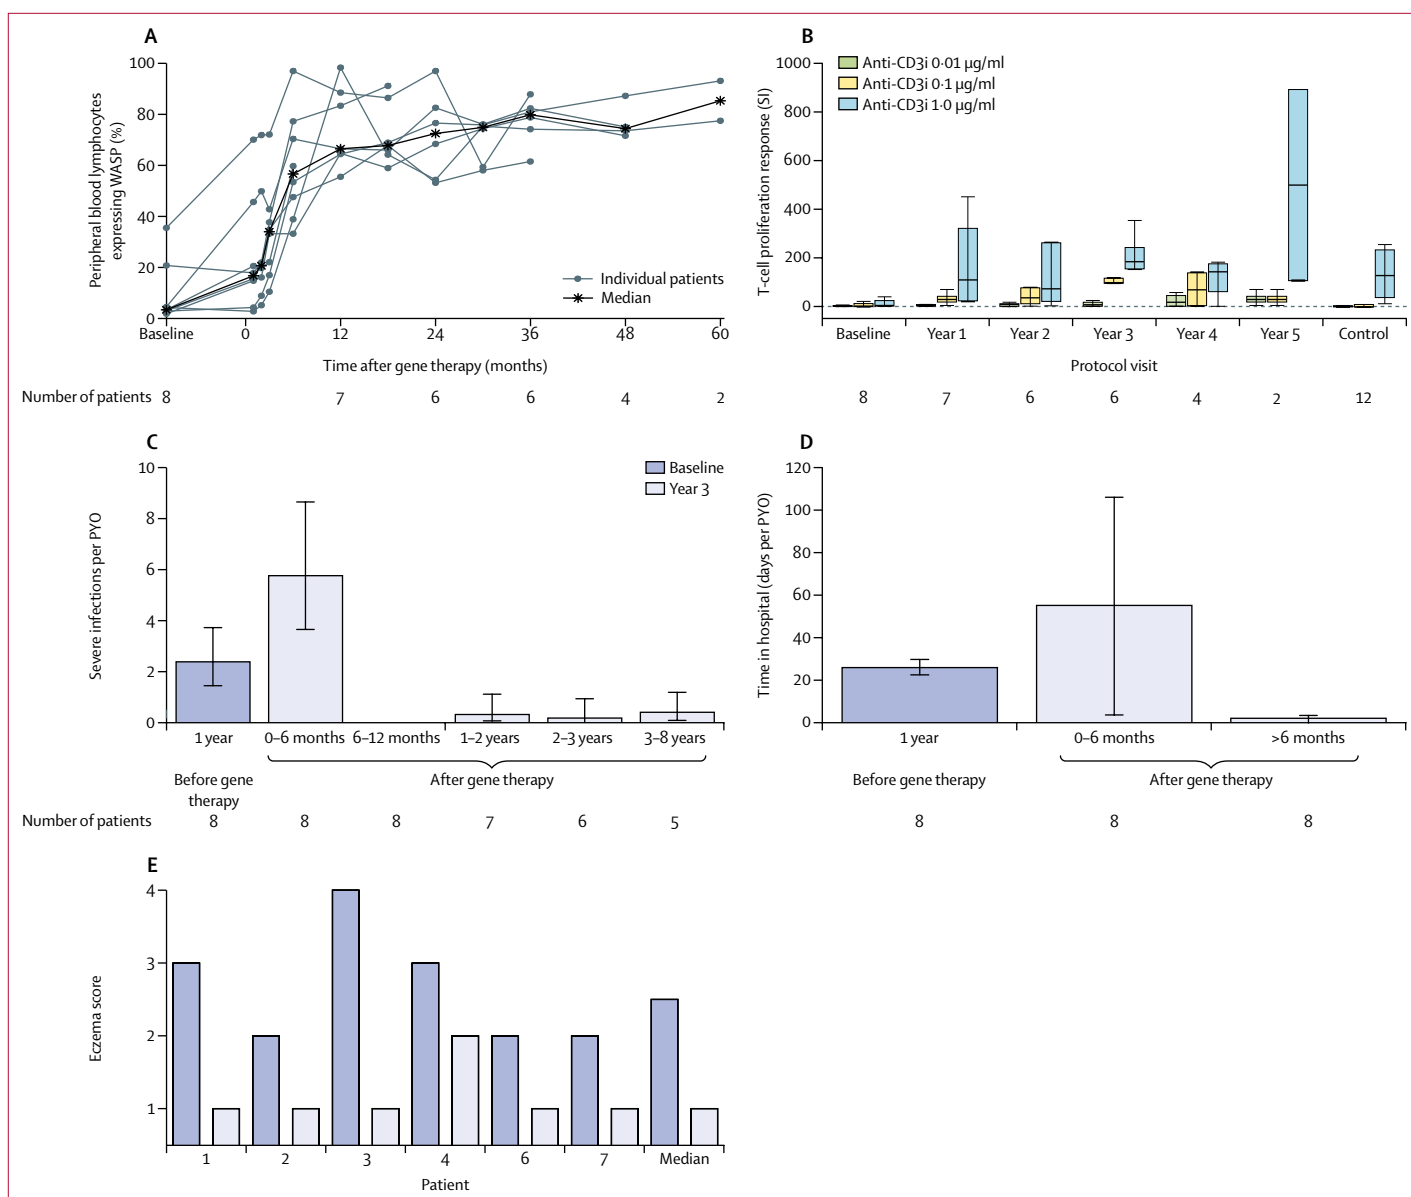 A
100
80
60
40
20
0
Peripheral blood lymphocytes
expressing WASP (%)
Individual patients
Median
Baseline 0 12 24 36 48 60
Time after gene therapy (months)
Number of patients 8 7 6 6 4 2
B
1000
800
600
400
200
0
T-cell proliferation response (SI)
Anti-CD3i 0·01 µg/ml
Anti-CD3i 0·1 µg/ml
Anti-CD3i 1·0 µg/ml
Baseline Year 1 Year 2 Year 3 Year 4 Year 5 Control
Protocol visit
8 7 6 6 4 2 12
C
10
8
6
4
2
0
Severe infections per PYO
Baseline
Year 3
1 year 0–6 months 6–12 months 1–2 years 2–3 years 3–8 years
Before gene
therapy
After gene therapy
Number of patients 8 8 8 7 6 5
D
120
100
80
60
40
20
0
Time in hospital (days per PYO)
1 year 0–6 months >6 months
Before gene therapy After gene therapy
8 8 8
E
4
3
2
1
Eczema score
1 2 3 4 6 7 Median
Patient